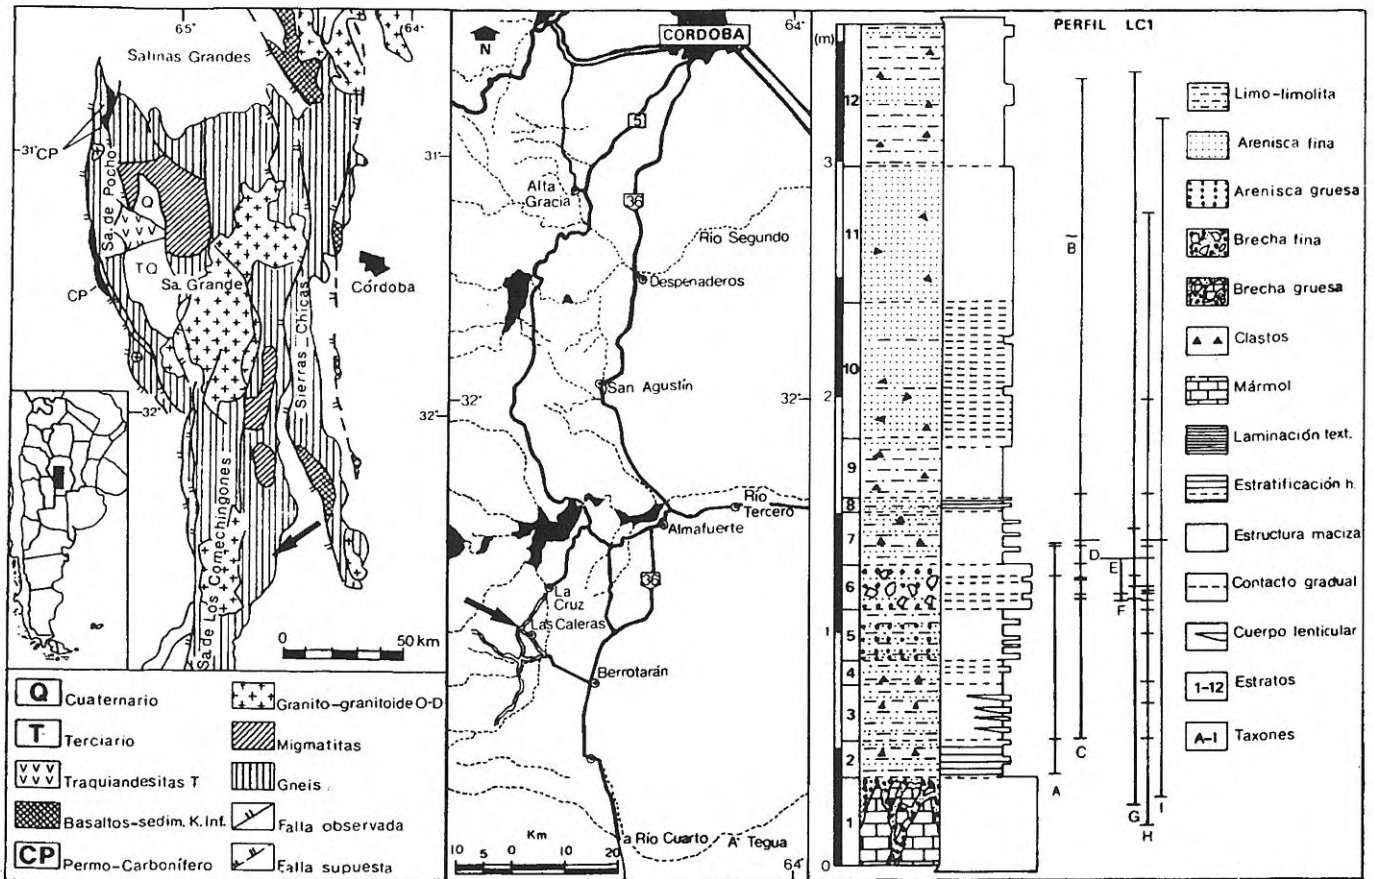 65°
64°
Salinas Grandes
31°
CP
Sa. de Pocho
Q
T
TQ
Sa. Grande
CP
Sierras Chicas
Córdoba
32°
Sa. de Los Comechingones
0 50 km
Q Cuaternario
T Terciario
Traquiandesitas T
Basaltos-sedim. K. Inf.
CP Permo-Carbonífero
Granito-granitoide O-D
Migmatitas
Gneis
Falla observada
Falla supuesta
N
CORDOBA
64°
5
31°
Alta
Gracia
36
Río Segundo
Despeñaderos
San Agustín
32°
32°
Río
Tercero
Almafuerte
36
La
Cruz
Las Caleras
Berrotarán
Km
10 5 0 10 20
a Río Cuarto
A° Tegua
64°
(m)
PERFIL LC1
12
3
11
10
2
9
8
7
6
5
4
3
2
1
0
B
D
E
F
C
A
G
H
I
Limo-limolita
Arenisca fina
Arenisca gruesa
Brecha fina
Brecha gruesa
Clastos
Mármol
Laminación text.
Estratificación h.
Estructura maciza
Contacto gradual
Cuerpo lenticular
1-12 Estratos
A-I Taxones